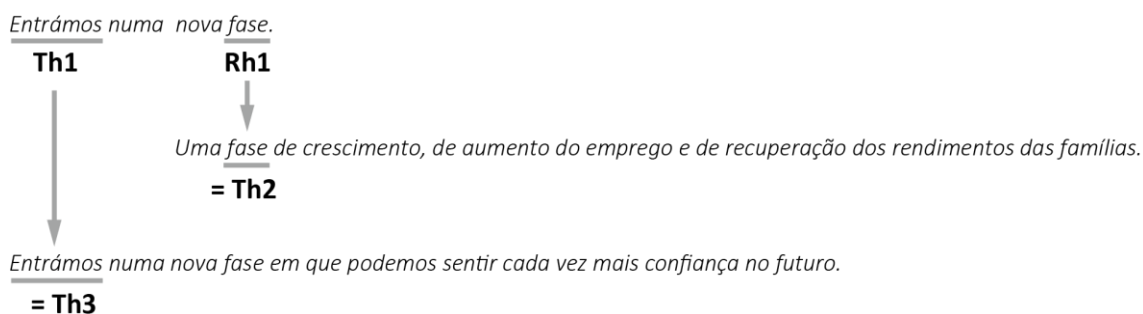 Entrámos numa nova fase.
Th1 Rh1
Uma fase de crescimento, de aumento do emprego e de recuperação dos rendimentos das famílias.
= Th2
Entrámos numa nova fase em que podemos sentir cada vez mais confiança no futuro.
= Th3